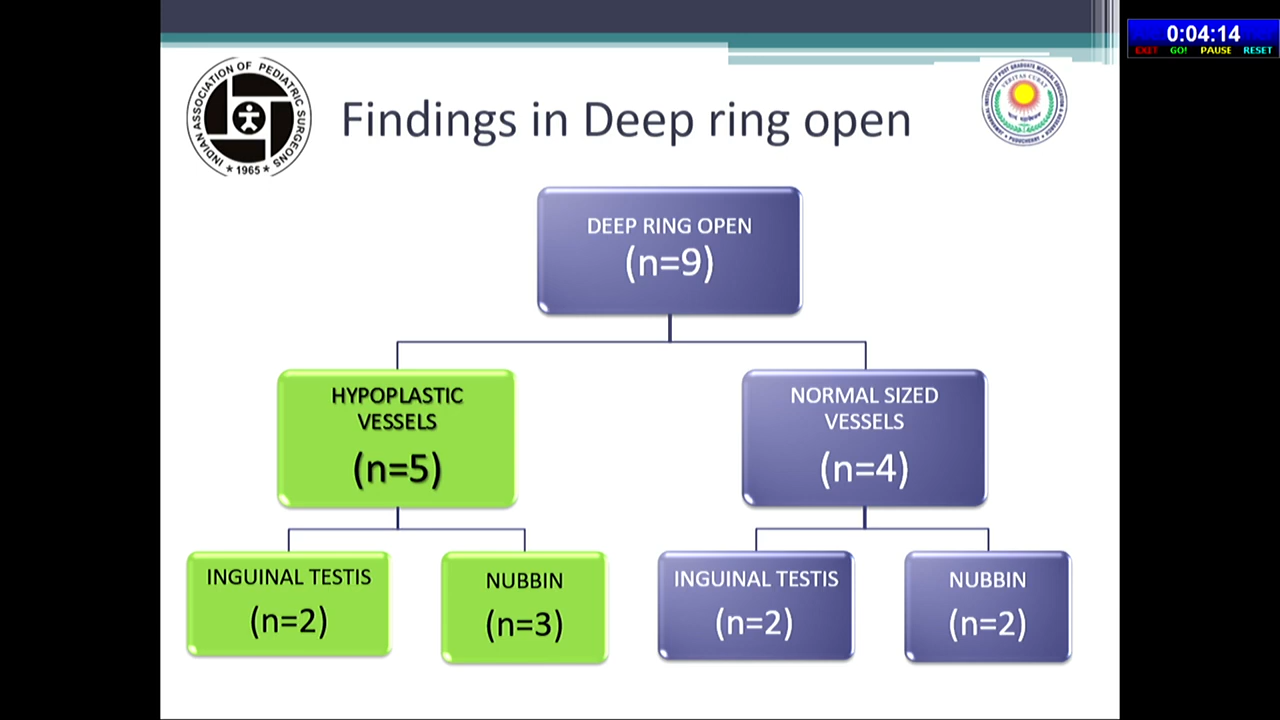 0:04:14
EXIT GO! PAUSE RESET
INDIAN ASSOCIATION OF PEDIATRIC SURGEONS
★ 1965 ★
Findings in Deep ring open
VERITAS CURAT
DEEP RING OPEN
(n=9)
HYPOPLASTIC
VESSELS
(n=5)
NORMAL SIZED
VESSELS
(n=4)
INGUINAL TESTIS
(n=2)
NUBBIN
(n=3)
INGUINAL TESTIS
(n=2)
NUBBIN
(n=2)